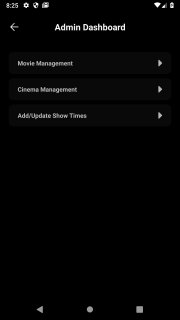 8:25
Admin Dashboard
Movie Management
Cinema Management
Add/Update Show Times